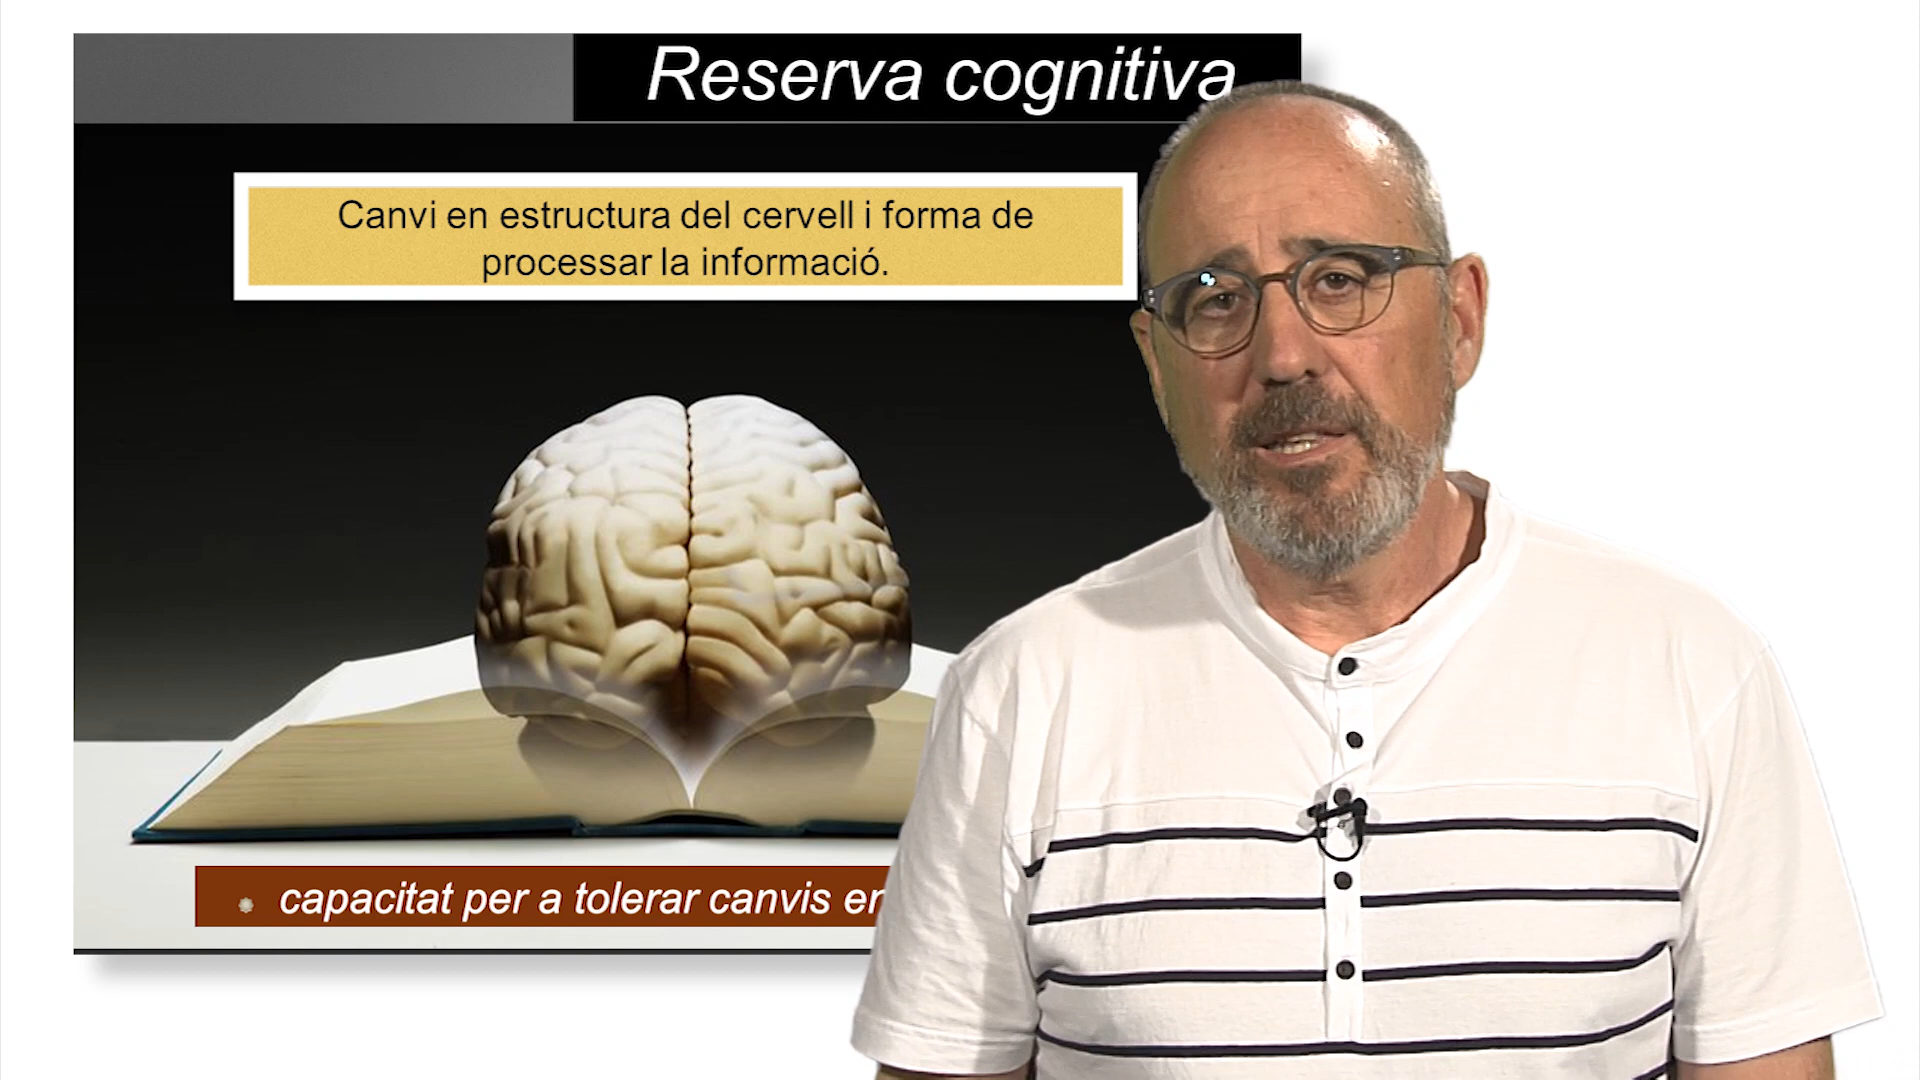 Reserva cognitiva
Canvi en estructura del cervell i forma de
processar la informació.
capacitat per a tolerar canvis en